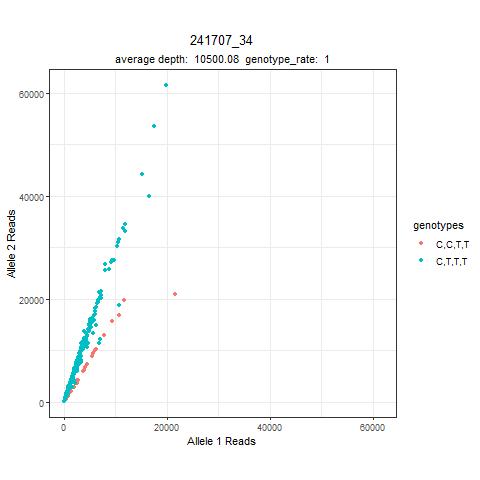 241707_34
average depth: 10500.08 genotype_rate: 1
60000
40000
20000
0
Allele 2 Reads
0 20000 40000 60000
Allele 1 Reads
genotypes
C,C,T,T
C,T,T,T